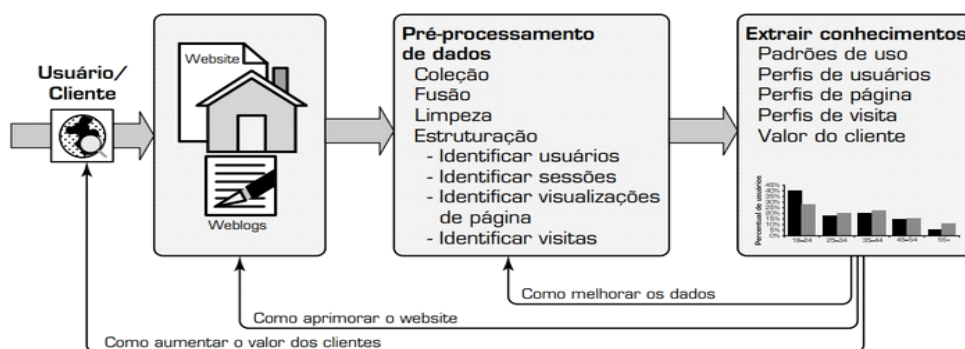 Usuário/
Cliente
Website
Weblogs
Pré-processamento
de dados
Coleção
Fusão
Limpeza
Estruturação
- Identificar usuários
- Identificar sessões
- Identificar visualizações
de página
- Identificar visitas
Extrair conhecimentos
Padrões de uso
Perfis de usuários
Perfis de página
Perfis de visita
Valor do cliente
Percentual de usuários
45%
18-24
25-34
35-44
45-54
55+
Como melhorar os dados
Como aprimorar o website
Como aumentar o valor dos clientes